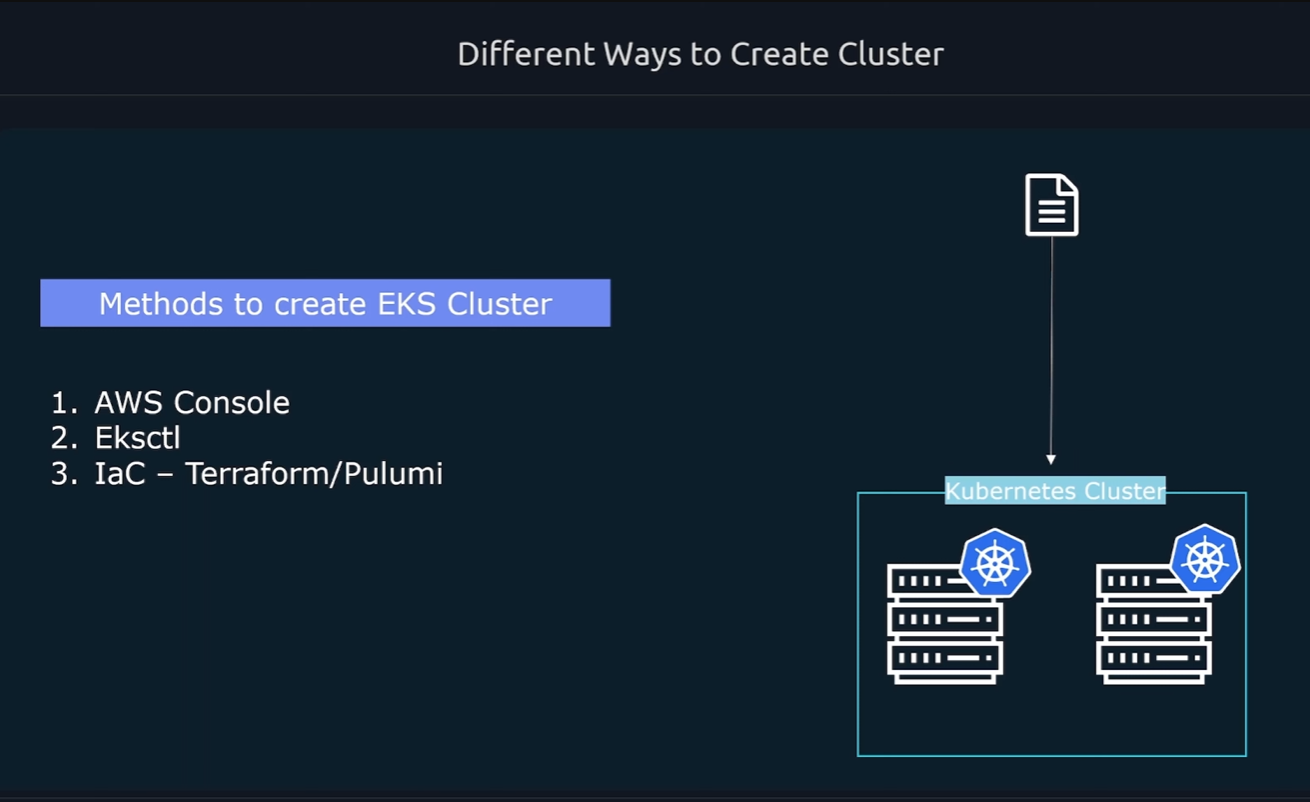 Different Ways to Create Cluster
Methods to create EKS Cluster
1. AWS Console
2. Eksctl
3. IaC – Terraform/Pulumi
Kubernetes Cluster